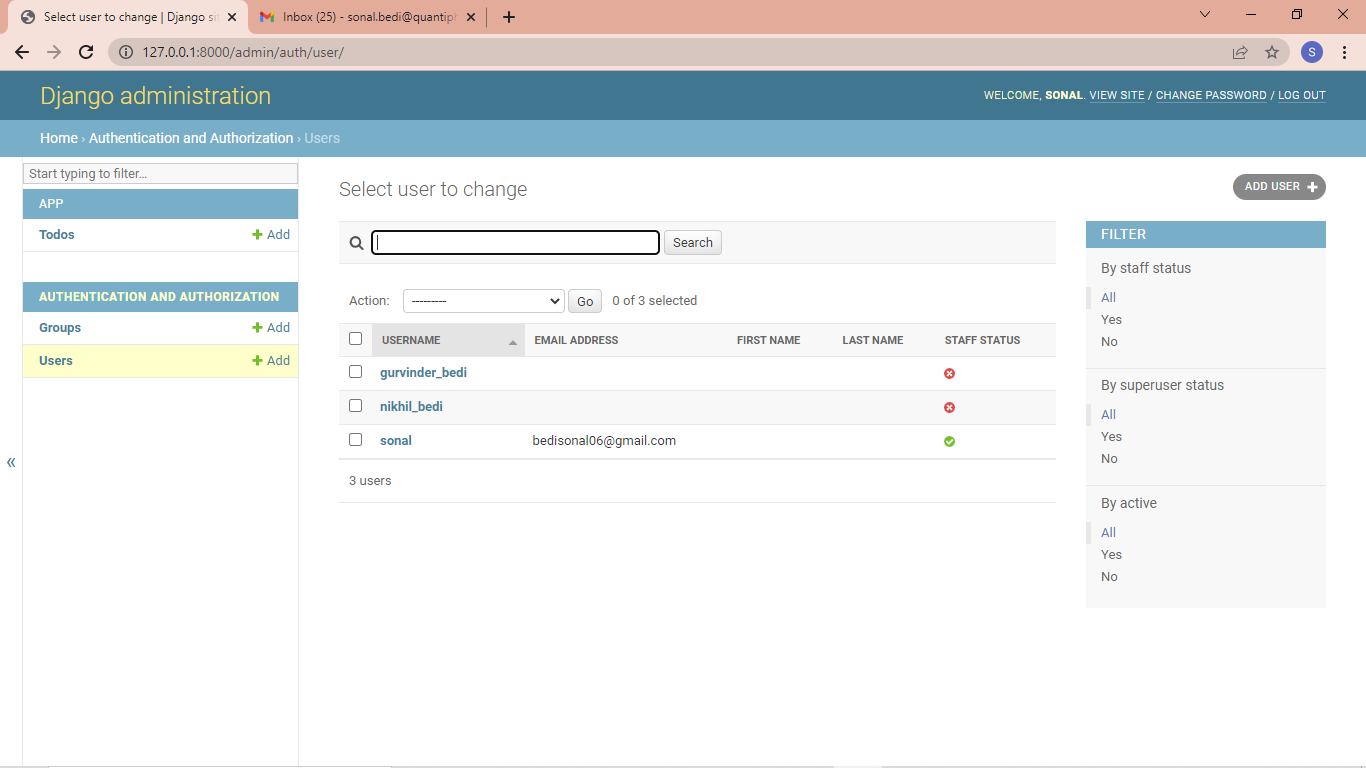 Select user to change | Django sit
Inbox (25) - sonal.bedi@quantiph
127.0.0.1:8000/admin/auth/user/
S
Django administration
WELCOME, SONAL. VIEW SITE / CHANGE PASSWORD / LOG OUT
Home › Authentication and Authorization › Users
Start typing to filter...
APP
Todos + Add
AUTHENTICATION AND AUTHORIZATION
Groups + Add
Users + Add
«
Select user to change
ADD USER +
Search
Action: --------- Go 0 of 3 selected
USERNAME EMAIL ADDRESS FIRST NAME LAST NAME STAFF STATUS
gurvinder_bedi
nikhil_bedi
sonal bedisonal06@gmail.com
3 users
FILTER
By staff status
All
Yes
No
By superuser status
All
Yes
No
By active
All
Yes
No